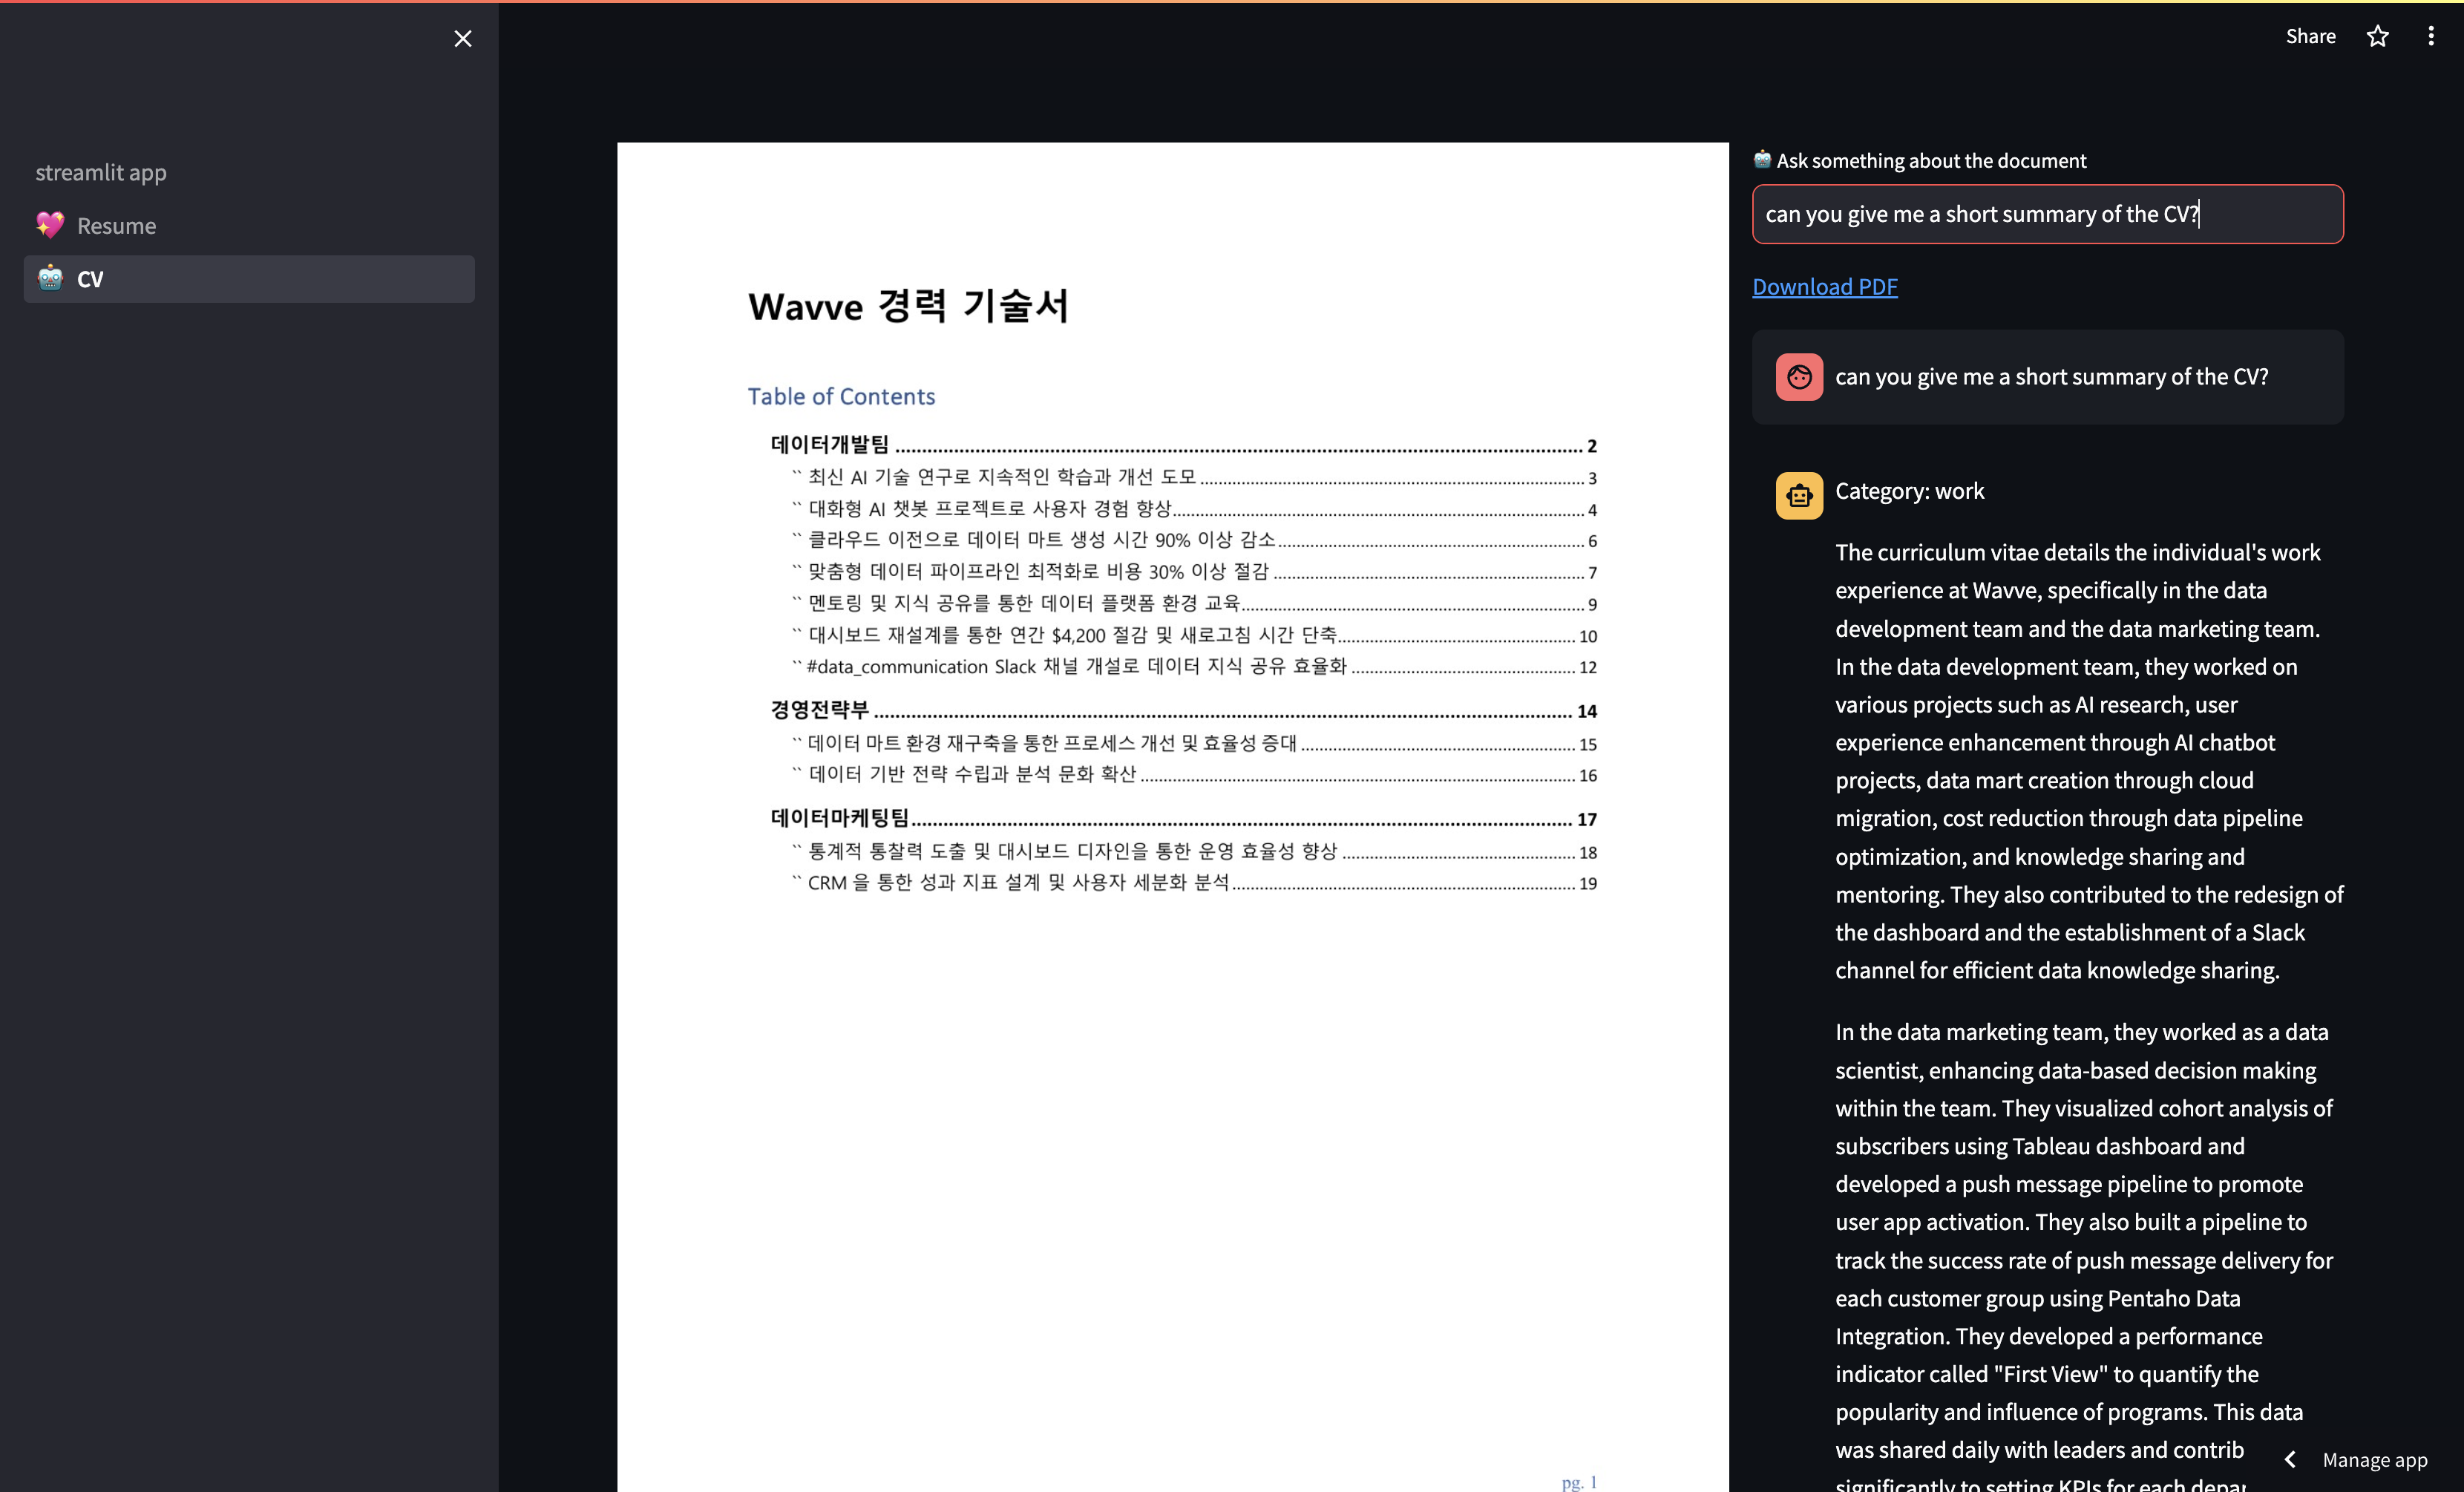 Share
streamlit app
Resume
CV
Wavve 경력 기술서
Table of Contents
데이터개발팀 2
`` 최신 AI 기술 연구로 지속적인 학습과 개선 도모 3
`` 대화형 AI 챗봇 프로젝트로 사용자 경험 향상 4
`` 클라우드 이전으로 데이터 마트 생성 시간 90% 이상 감소 6
`` 맞춤형 데이터 파이프라인 최적화로 비용 30% 이상 절감 7
`` 멘토링 및 지식 공유를 통한 데이터 플랫폼 환경 교육 9
`` 대시보드 재설계를 통한 연간 $4,200 절감 및 새로고침 시간 단축 10
`` #data_communication Slack 채널 개설로 데이터 지식 공유 효율화 12
경영전략부 14
`` 데이터 마트 환경 재구축을 통한 프로세스 개선 및 효율성 증대 15
`` 데이터 기반 전략 수립과 분석 문화 확산 16
데이터마케팅팀 17
`` 통계적 통찰력 도출 및 대시보드 디자인을 통한 운영 효율성 향상 18
`` CRM 을 통한 성과 지표 설계 및 사용자 세분화 분석 19
pg. 1
Ask something about the document
can you give me a short summary of the CV?
Download PDF
can you give me a short summary of the CV?
Category: work
The curriculum vitae details the individual's work
experience at Wavve, specifically in the data
development team and the data marketing team.
In the data development team, they worked on
various projects such as AI research, user
experience enhancement through AI chatbot
projects, data mart creation through cloud
migration, cost reduction through data pipeline
optimization, and knowledge sharing and
mentoring. They also contributed to the redesign of
the dashboard and the establishment of a Slack
channel for efficient data knowledge sharing.
In the data marketing team, they worked as a data
scientist, enhancing data-based decision making
within the team. They visualized cohort analysis of
subscribers using Tableau dashboard and
developed a push message pipeline to promote
user app activation. They also built a pipeline to
track the success rate of push message delivery for
each customer group using Pentaho Data
Integration. They developed a performance
indicator called "First View" to quantify the
popularity and influence of programs. This data
was shared daily with leaders and contrib
significantly to setting KPIs for each depar
Manage app